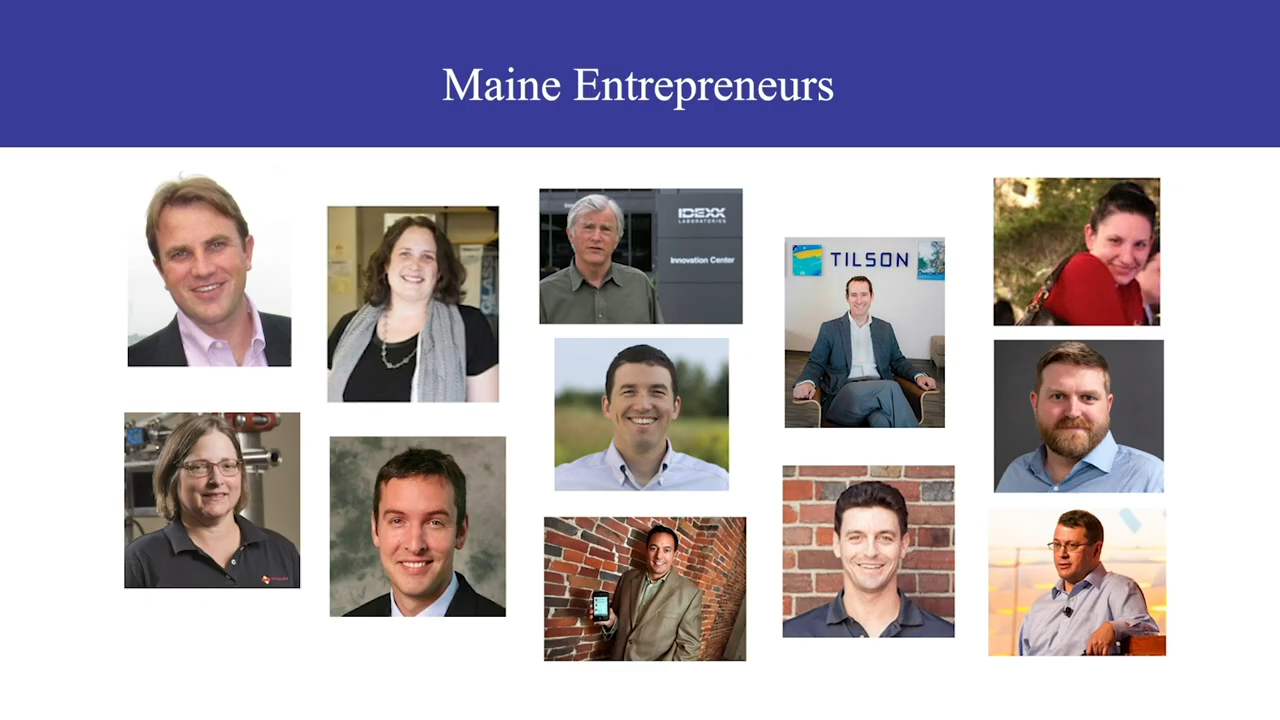 Maine Entrepreneurs
IDEXX
LABORATORIES
Innovation Center
TILSON